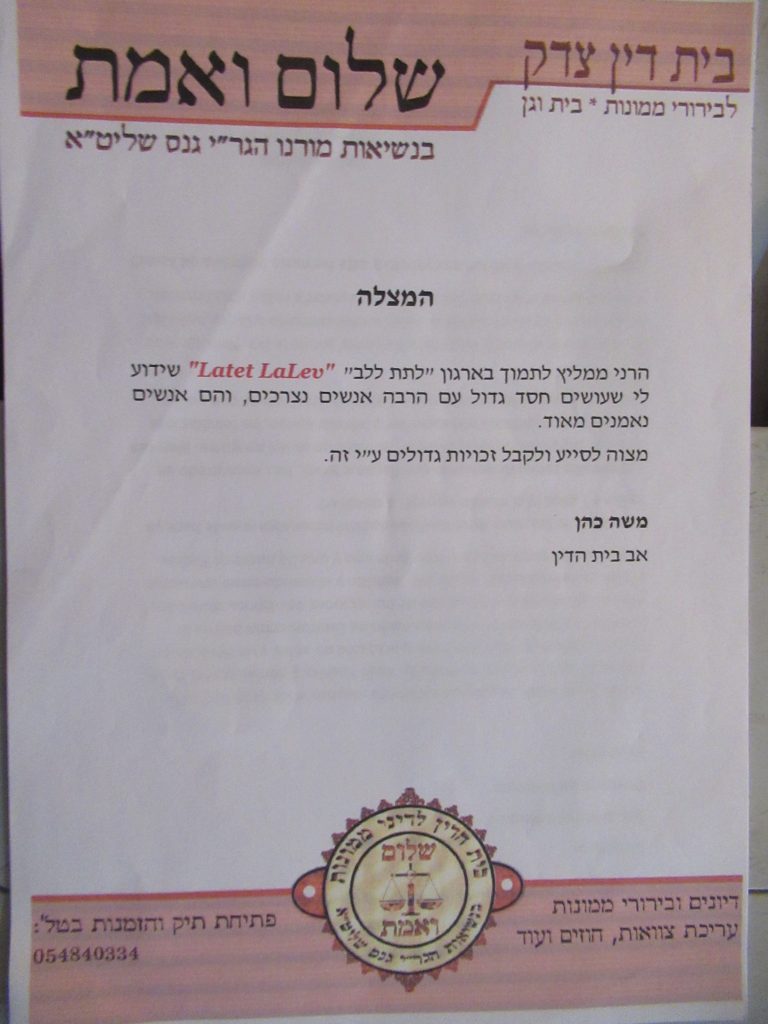 בית דין צדק
לבירורי ממונות * בית וגן
שלום ואמת
בנשיאות מורנו הגר״י גנס שליט״א
המצלה
הרני ממליץ לתמוך בארגון ״לתת ללב״ "Latet LaLev" שידוע
לי שעושים חסד גדול עם הרבה אנשים נצרכים, והם אנשים
נאמנים מאוד.
מצוה לסייע ולקבל זכויות גדולים ע״י זה.
משה כהן
אב בית הדין
דיונים ובירורי ממונות
עריכת צוואות, חוזים ועוד
בית הדין לדיני ממונות
שלום
ואמת
בנשיאות הגר״י גנס שליט״א
פתיחת תיק והזמנות בטל':
054840334